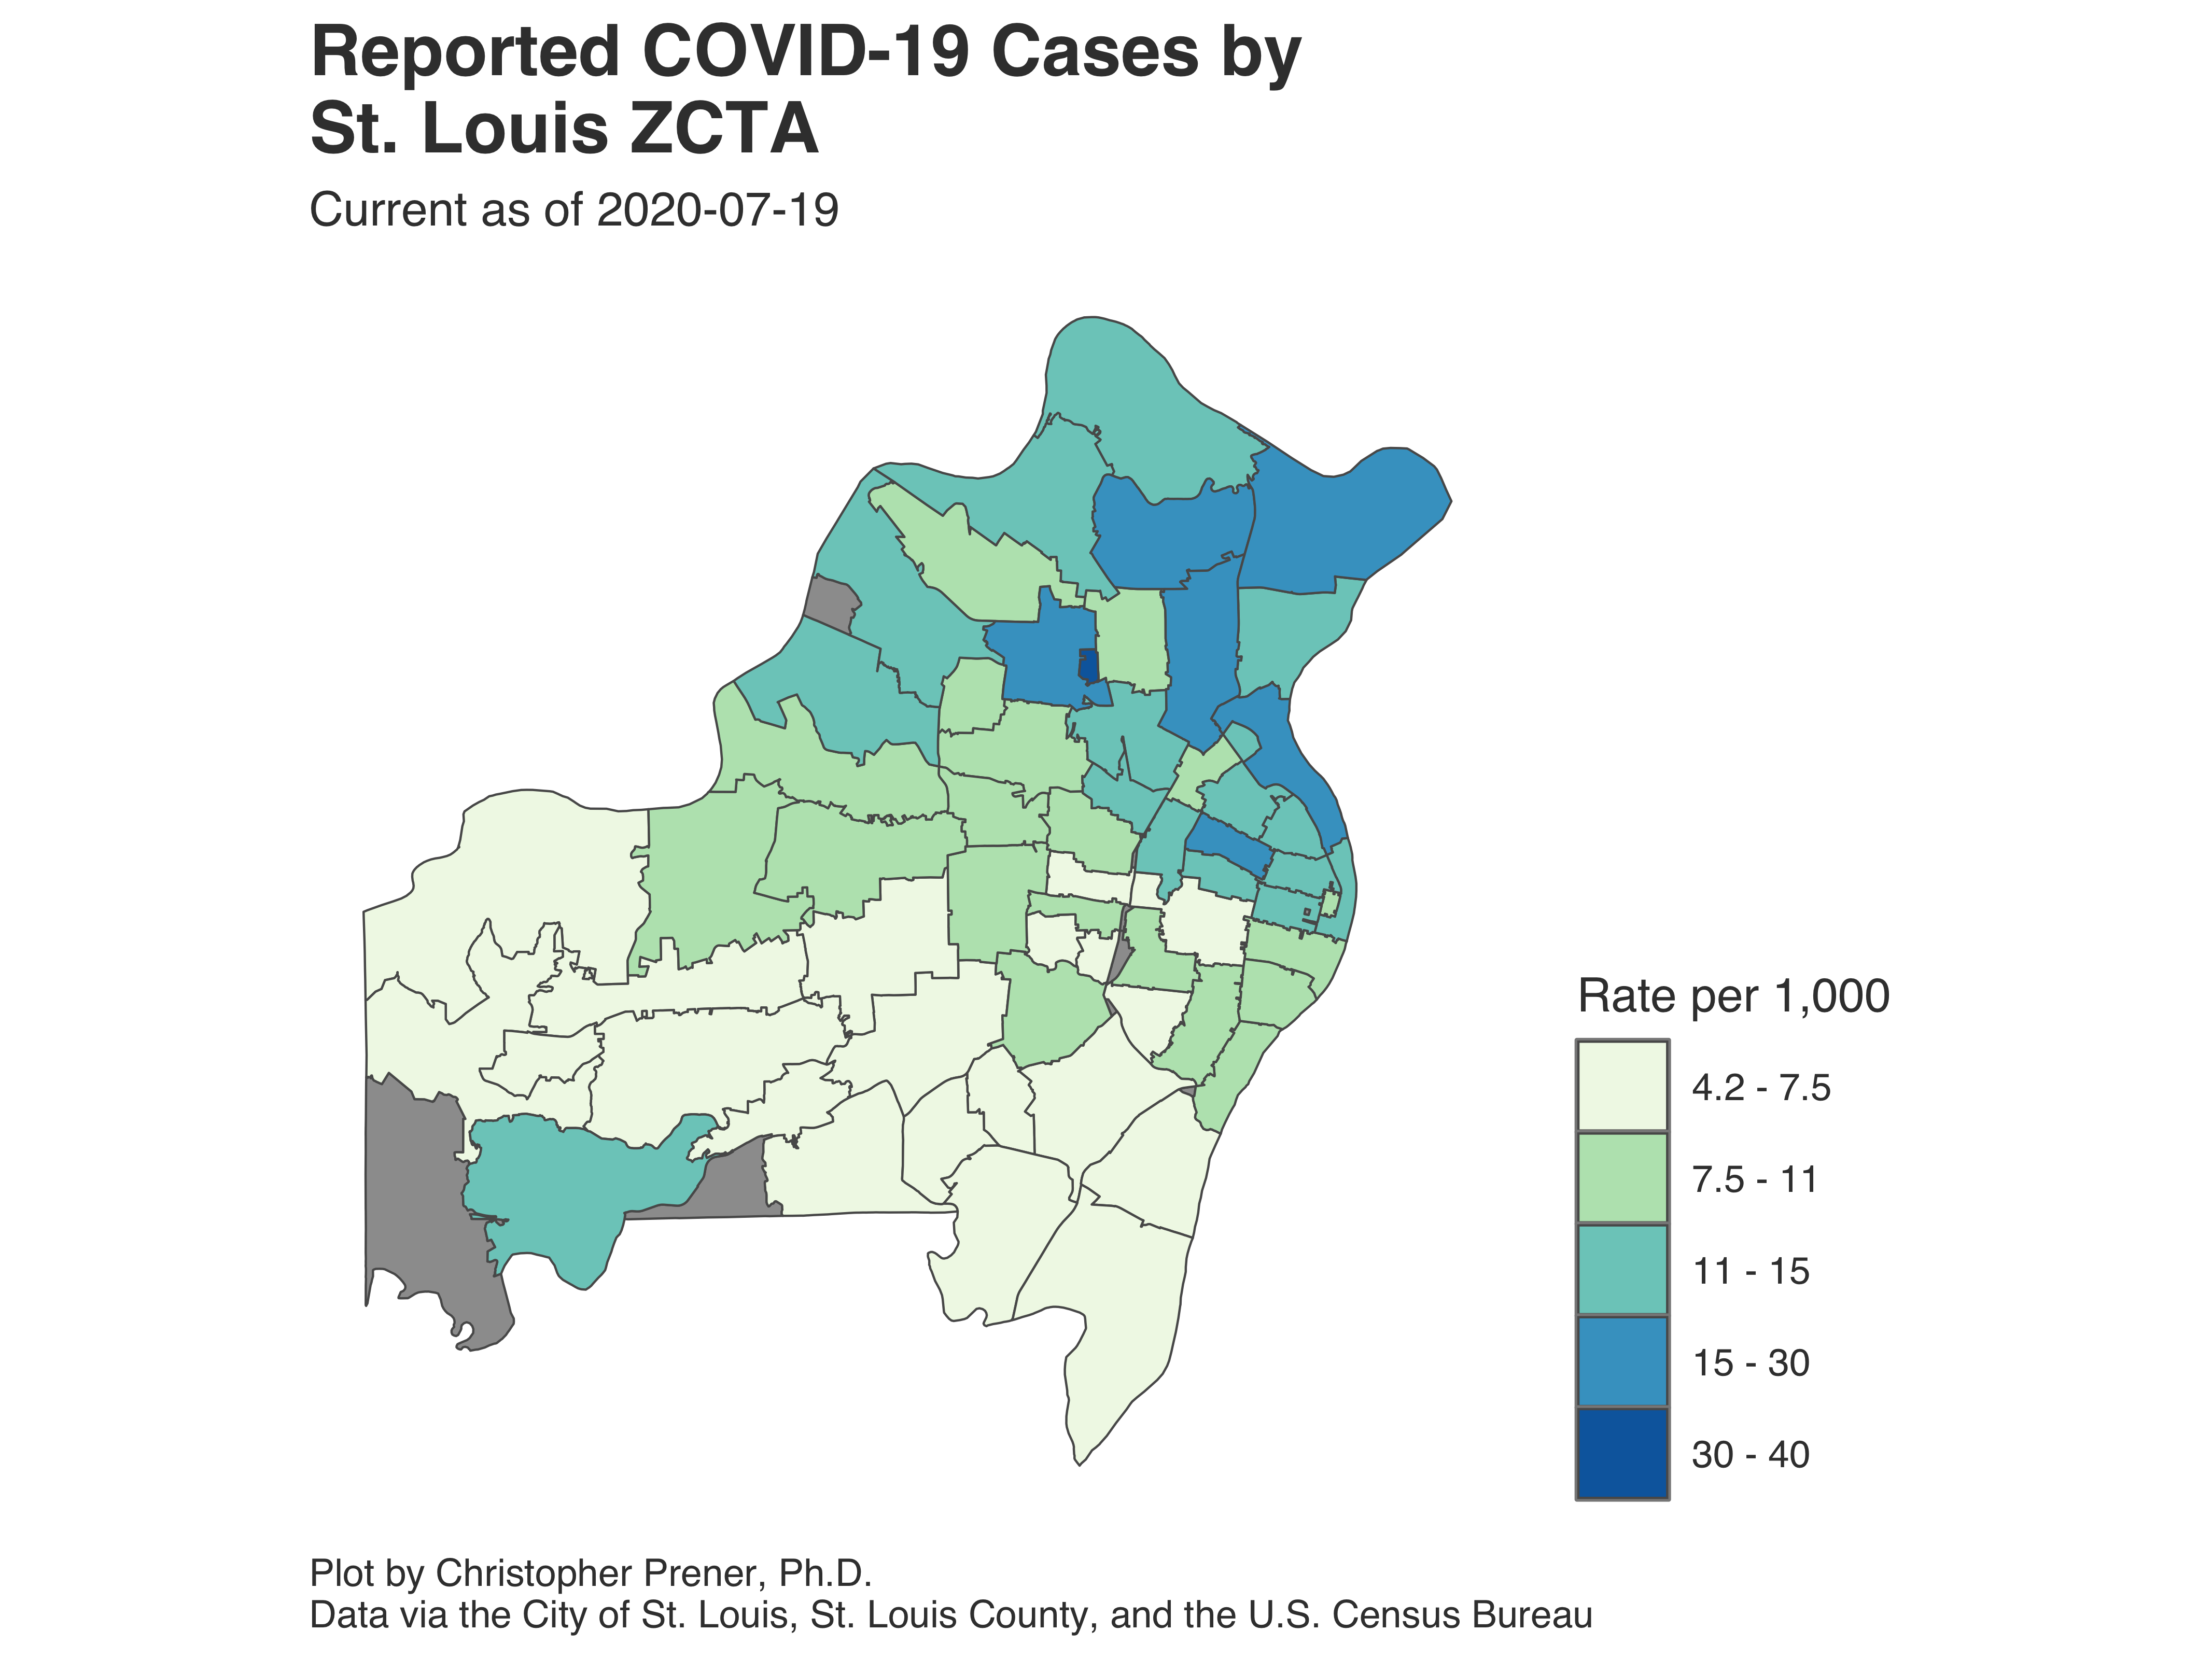 Reported COVID-19 Cases by
St. Louis ZCTA
Current as of 2020-07-19
Rate per 1,000
4.2 - 7.5
7.5 - 11
11 - 15
15 - 30
30 - 40
Plot by Christopher Prener, Ph.D.
Data via the City of St. Louis, St. Louis County, and the U.S. Census Bureau